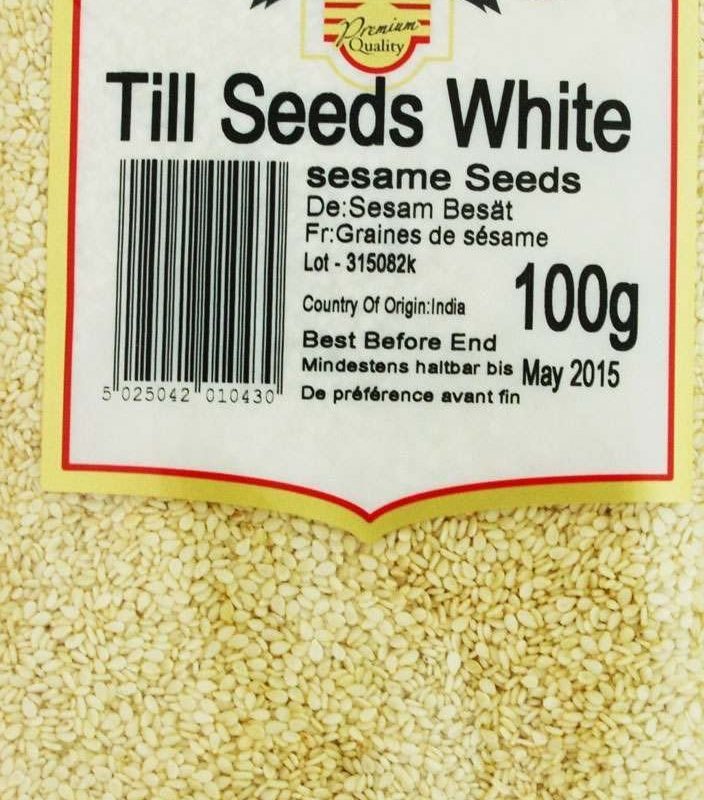 Premium
Quality
Till Seeds White
sesame Seeds
De:Sesam Besät
Fr:Graines de sésame
Lot - 315082k
100g
Country Of Origin:India
Best Before End
Mindestens haltbar bis May 2015
De préférence avant fin
5 025042 010430